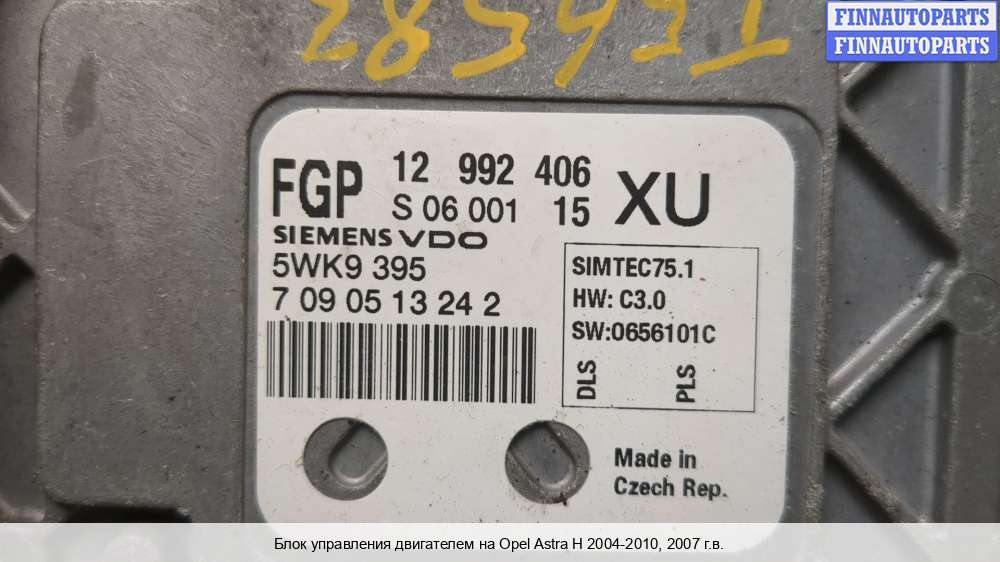 FINNAUTOPARTS
FINNAUTOPARTS
FGP 12 992 406 XU
S 06 001 15
SIEMENS VDO
5WK9 395
7 09 05 13 24 2
SIMTEC75.1
HW: C3.0
SW:0656101C
DLS PLS
Made in
Czech Rep.
Блок управления двигателем на Opel Astra H 2004-2010, 2007 г.в.